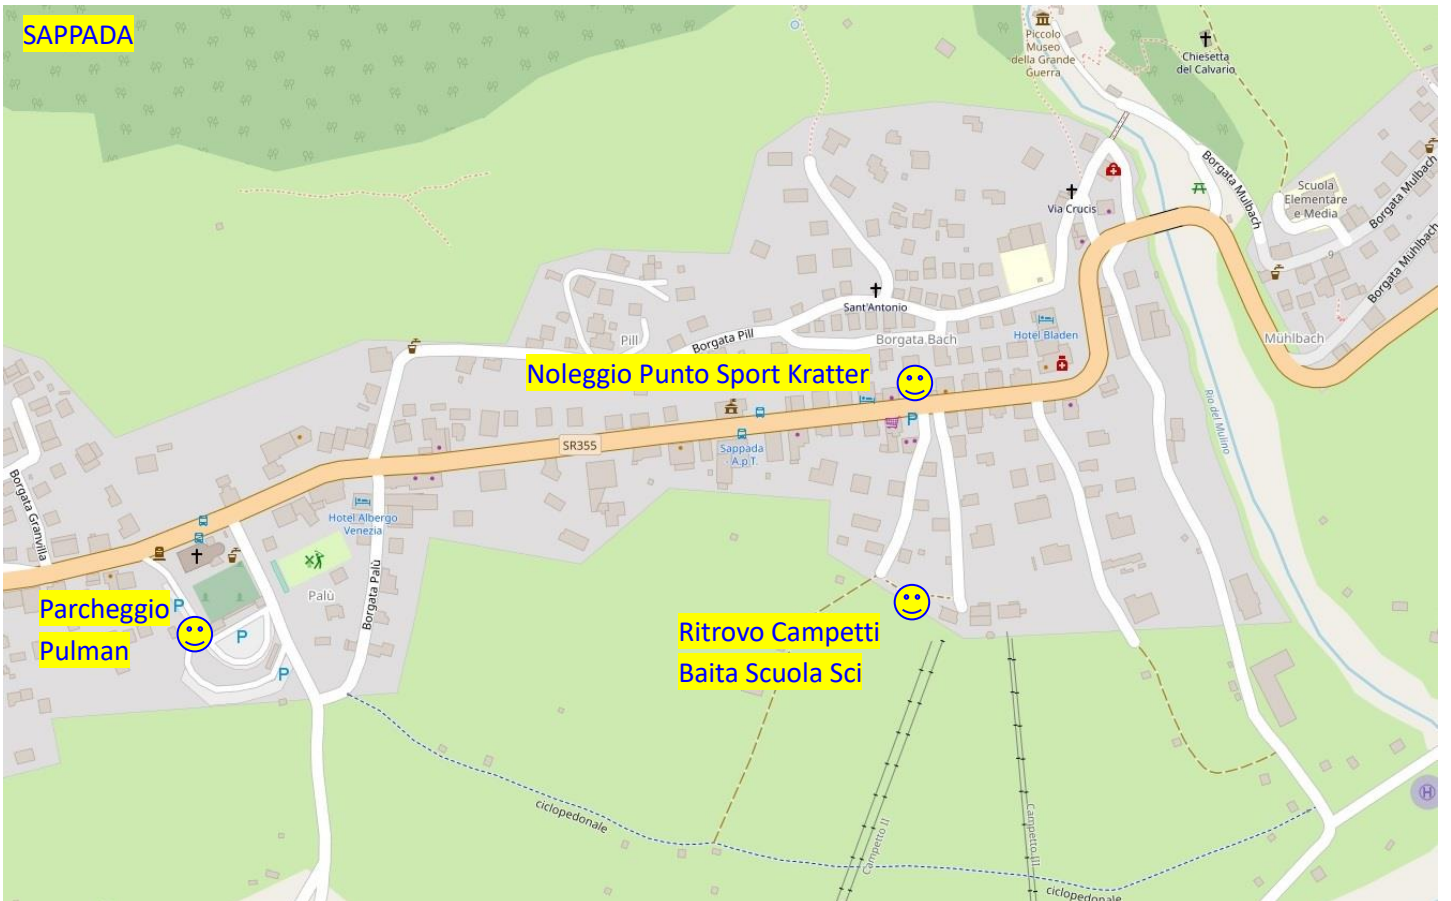 SAPPADA
Piccolo
Museo
della Grande
Guerra
Chiesetta
del Calvario
Borgata Mulbach
Scuola
Elementare
e Media
Borgata Mulbach
Borgata Mühlbach
9
Via Crucis
Sant'Antonio
Pill
Borgata Pill
Borgata Bach
Hotel Bladen
Mühlbach
Noleggio Punto Sport Kratter
P
Rio del Mulino
SR355
Sappada
- A.p.T.
Borgata Granvilla
Hotel Albergo
Venezia
Palù
Borgata Palù
Parcheggio
Pulman
P
P
P
Ritrovo Campetti
Baita Scuola Sci
ciclopedonale
Campetto II
Campetto III
H
ciclopedonale